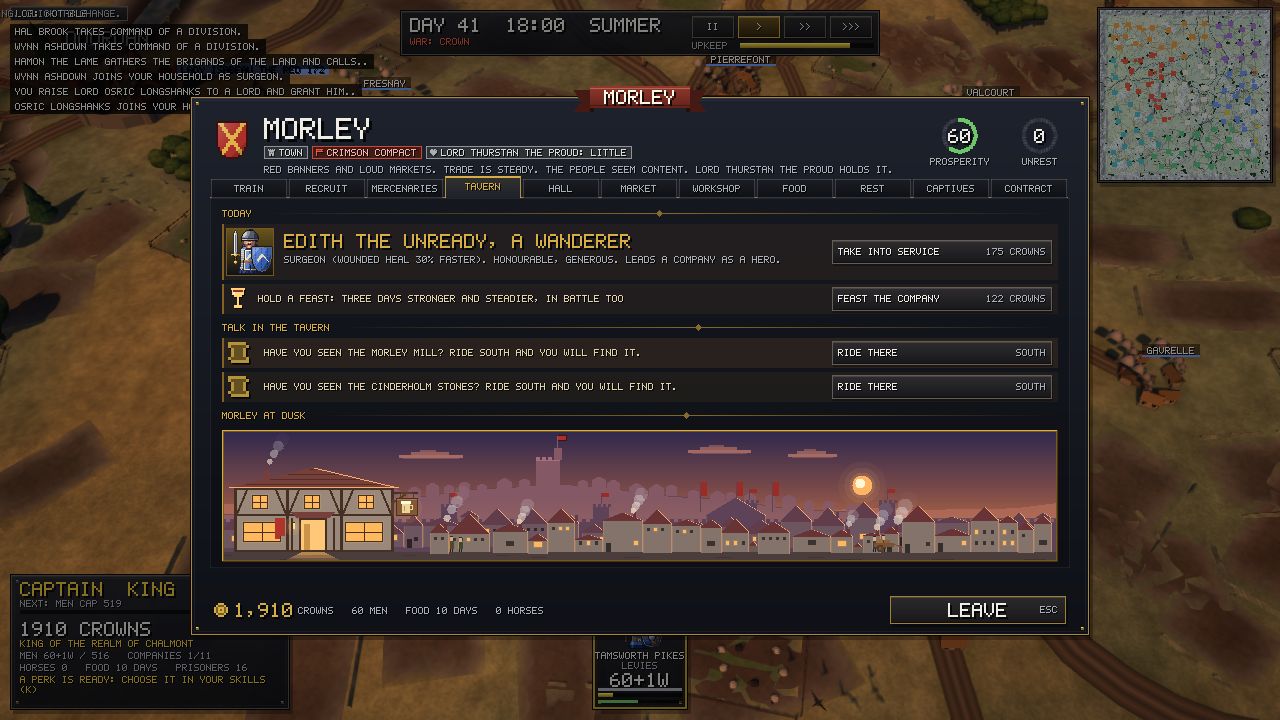 DAY 41 18:00 SUMMER
WAR: CROWN
II > >> >>>
UPKEEP
HAL BROOK TAKES COMMAND OF A DIVISION.
WYNN ASHDOWN TAKES COMMAND OF A DIVISION.
HAMON THE LAME GATHERS THE BRIGANDS OF THE LAND AND CALLS..
WYNN ASHDOWN JOINS YOUR HOUSEHOLD AS SURGEON.
YOU RAISE LORD OSRIC LONGSHANKS TO A LORD AND GRANT HIM..
OSRIC LONGSHANKS JOINS YOUR
PIERREFONT
FRESNAY
VALCOURT
MORLEY
MORLEY
TOWN
CRIMSON COMPACT
LORD THURSTAN THE PROUD: LITTLE
RED BANNERS AND LOUD MARKETS. TRADE IS STEADY. THE PEOPLE SEEM CONTENT. LORD THURSTAN THE PROUD HOLDS IT.
60
PROSPERITY
0
UNREST
TRAIN RECRUIT MERCENARIES TAVERN HALL MARKET WORKSHOP FOOD REST CAPTIVES CONTRACT
TODAY
EDITH THE UNREADY, A WANDERER
SURGEON (WOUNDED HEAL 30% FASTER). HONOURABLE, GENEROUS. LEADS A COMPANY AS A HERO.
TAKE INTO SERVICE 175 CROWNS
HOLD A FEAST: THREE DAYS STRONGER AND STEADIER, IN BATTLE TOO
FEAST THE COMPANY 122 CROWNS
TALK IN THE TAVERN
HAVE YOU SEEN THE MORLEY MILL? RIDE SOUTH AND YOU WILL FIND IT.
RIDE THERE SOUTH
HAVE YOU SEEN THE CINDERHOLM STONES? RIDE SOUTH AND YOU WILL FIND IT.
RIDE THERE SOUTH
MORLEY AT DUSK
GAVRELLE
1,910 CROWNS 60 MEN FOOD 10 DAYS 0 HORSES
LEAVE ESC
CAPTAIN KING
NEXT: MEN CAP 519
1910 CROWNS
KING OF THE REALM OF CHALMONT
MEN 60+1W / 516 COMPANIES 1/11
HORSES 0 FOOD 10 DAYS PRISONERS 16
A PERK IS READY: CHOOSE IT IN YOUR SKILLS
(K)
TAMSWORTH PIKES
LEVIES
60+1W